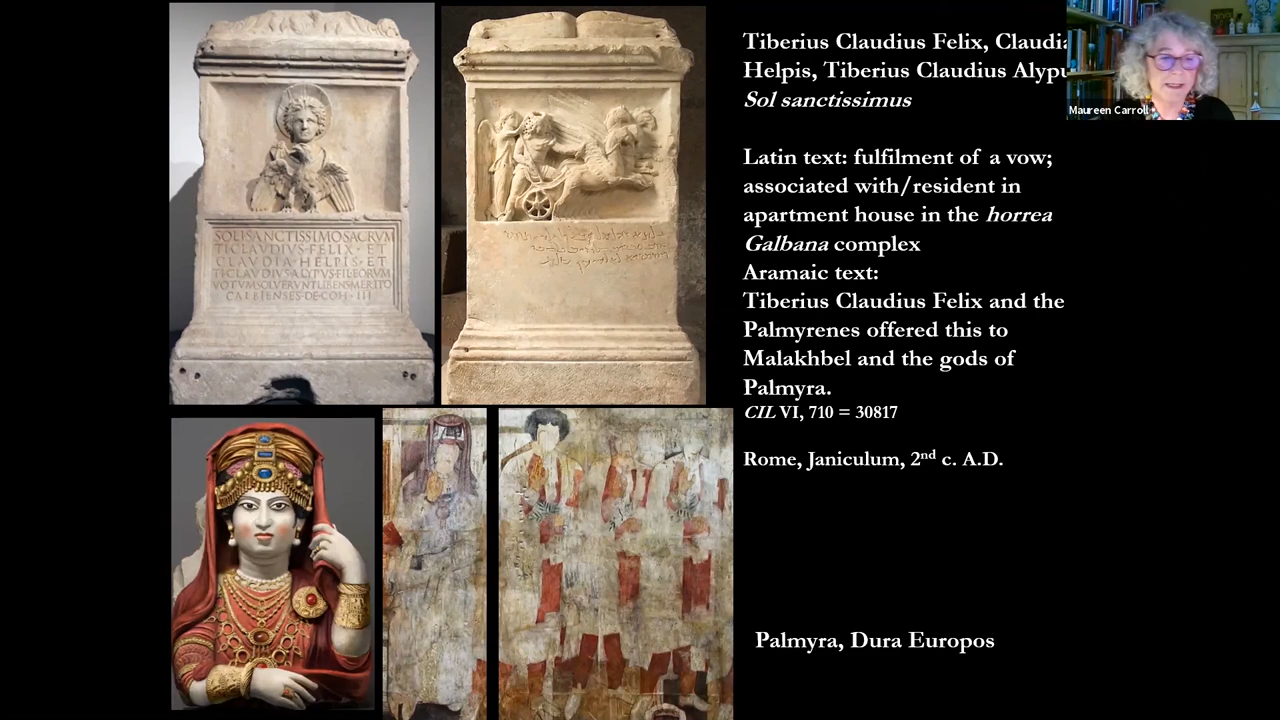 Tiberius Claudius Felix, Claudia
Helpis, Tiberius Claudius Alypu
Sol sanctissimus
Maureen Carroll
Latin text: fulfilment of a vow;
associated with/resident in
apartment house in the horrea
Galbana complex
Aramaic text:
Tiberius Claudius Felix and the
Palmyrenes offered this to
Malakhbel and the gods of
Palmyra.
CIL VI, 710 = 30817
Rome, Janiculum, 2nd c. A.D.
Palmyra, Dura Europos
SOLI·SANCTISSIMO·SACRVM
TI·CLAVDIVS·FELIX·ET
CLAVDIA·HELPIS·ET
TI·CLAVDIVS·ALYPVS·FIL·EORVM
VOTVM·SOLVERVNT·LIBENS·MERITO
CALBIENSES·DE·COH·III